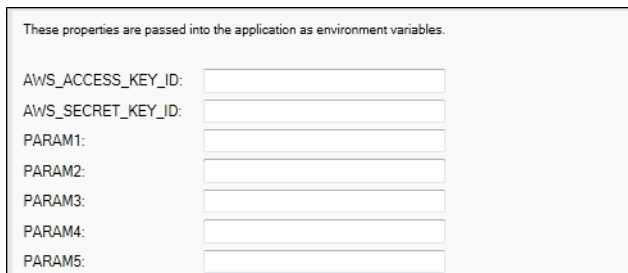 These properties are passed into the application as environment variables.
AWS_ACCESS_KEY_ID:
AWS_SECRET_KEY_ID:
PARAM1:
PARAM2:
PARAM3:
PARAM4:
PARAM5: